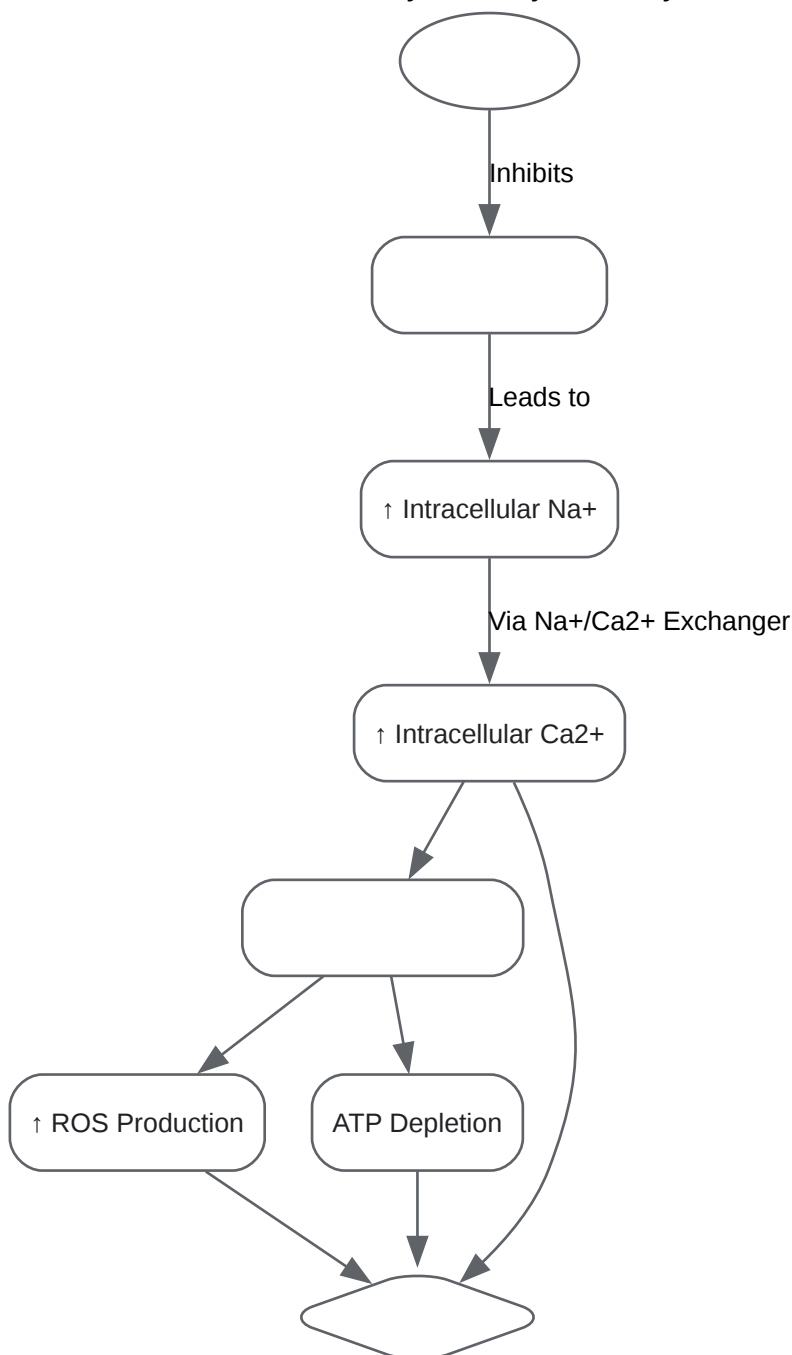 Inhibits
Leads to
↑ Intracellular Na+
Via Na+/Ca2+ Exchanger
↑ Intracellular Ca2+
↑ ROS Production
ATP Depletion